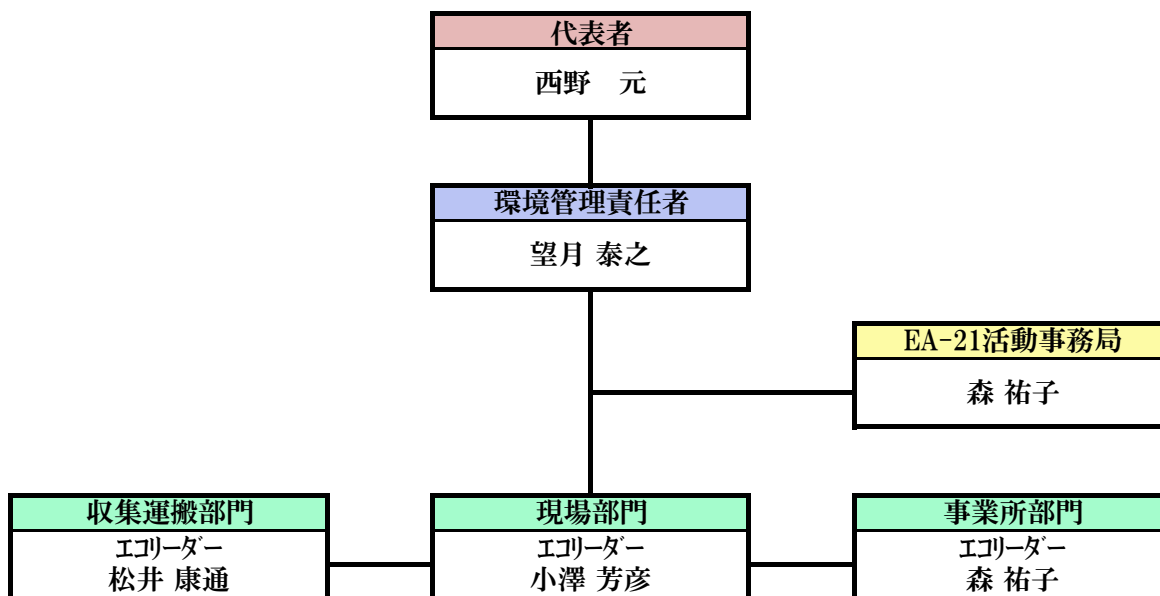 代表者
西野　元
環境管理責任者
望月 泰之
EA-21活動事務局
森 祐子
収集運搬部門
ｴｺﾘｰﾀﾞｰ
松井 康通
現場部門
ｴｺﾘｰﾀﾞｰ
小澤 芳彦
事業所部門
ｴｺﾘｰﾀﾞｰ
森 祐子